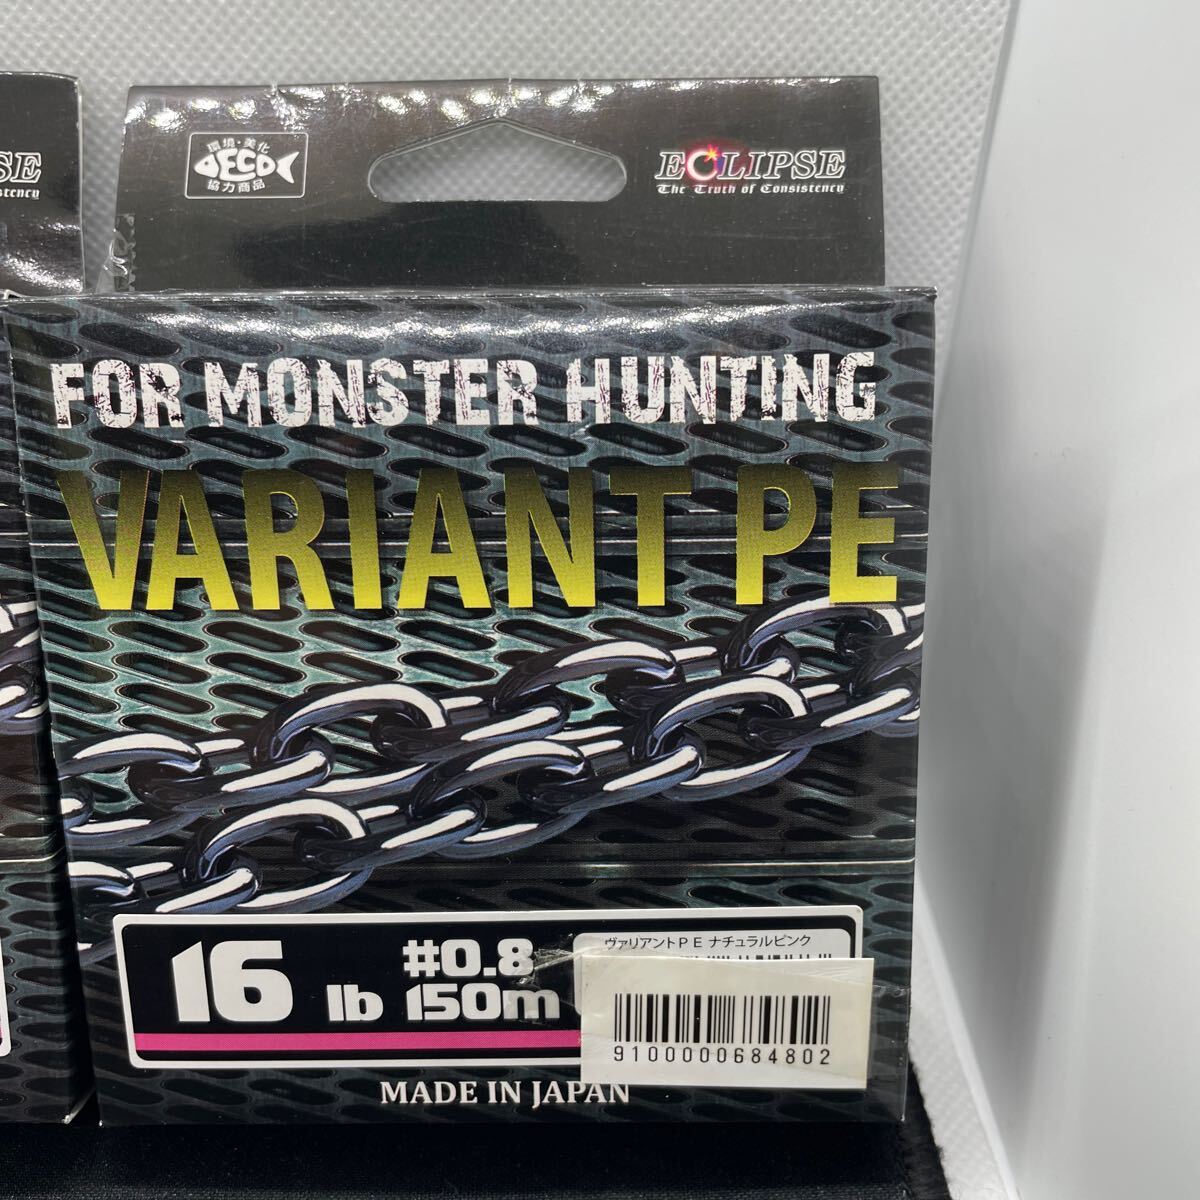 PSE
sistency
環境・美化
ECO
協力商品
ECLIPSE
The Truth of Consistency
FOR MONSTER HUNTING
VARIANT PE
16 lb
#0.8
150m
ヴァリアントPE ナチュラルピンク
9100000684802
MADE IN JAPAN